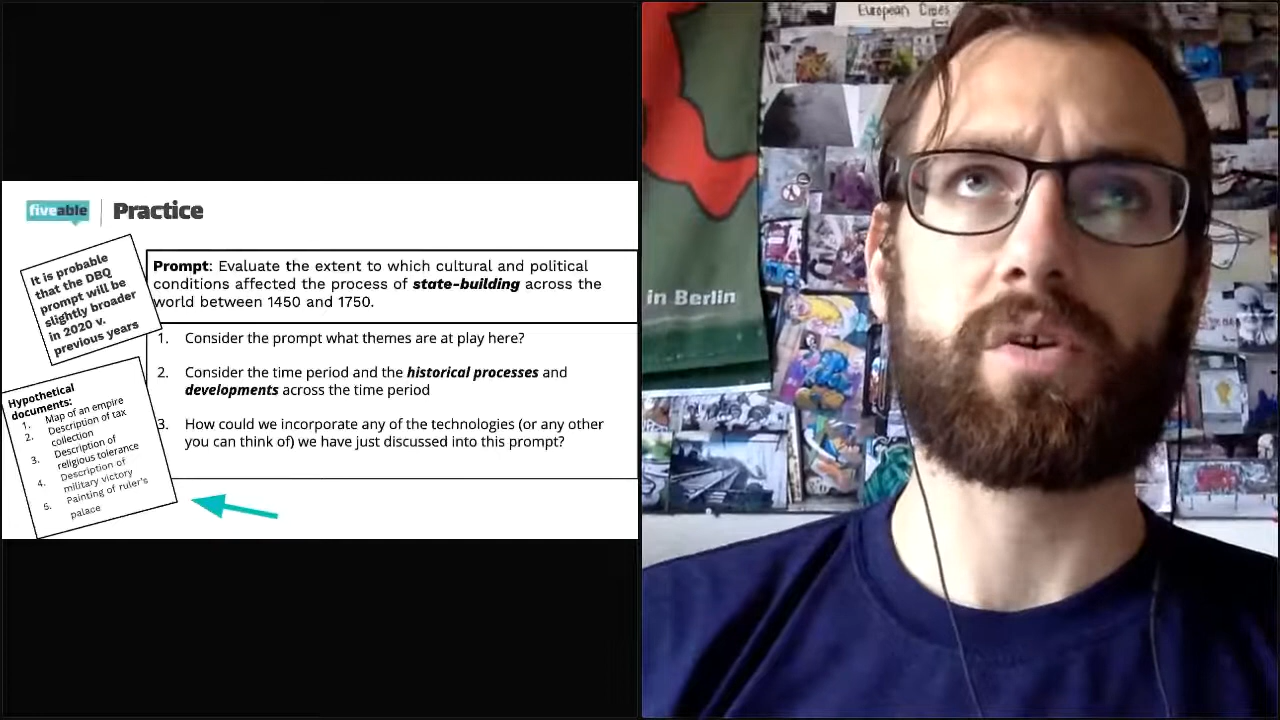 European Cities
in Berlin
fiveable
Practice
It is probable
that the DBQ
prompt will be
slightly broader
in 2020 v.
previous years
Prompt: Evaluate the extent to which cultural and political
conditions affected the process of state-building across the
world between 1450 and 1750.
1. Consider the prompt what themes are at play here?
2. Consider the time period and the historical processes and
developments across the time period
3. How could we incorporate any of the technologies (or any other
you can think of) we have just discussed into this prompt?
Hypothetical
documents:
1. Map of an empire
2. Description of tax
collection
3. Description of
religious tolerance
4. Description of
military victory
5. Painting of ruler's
palace